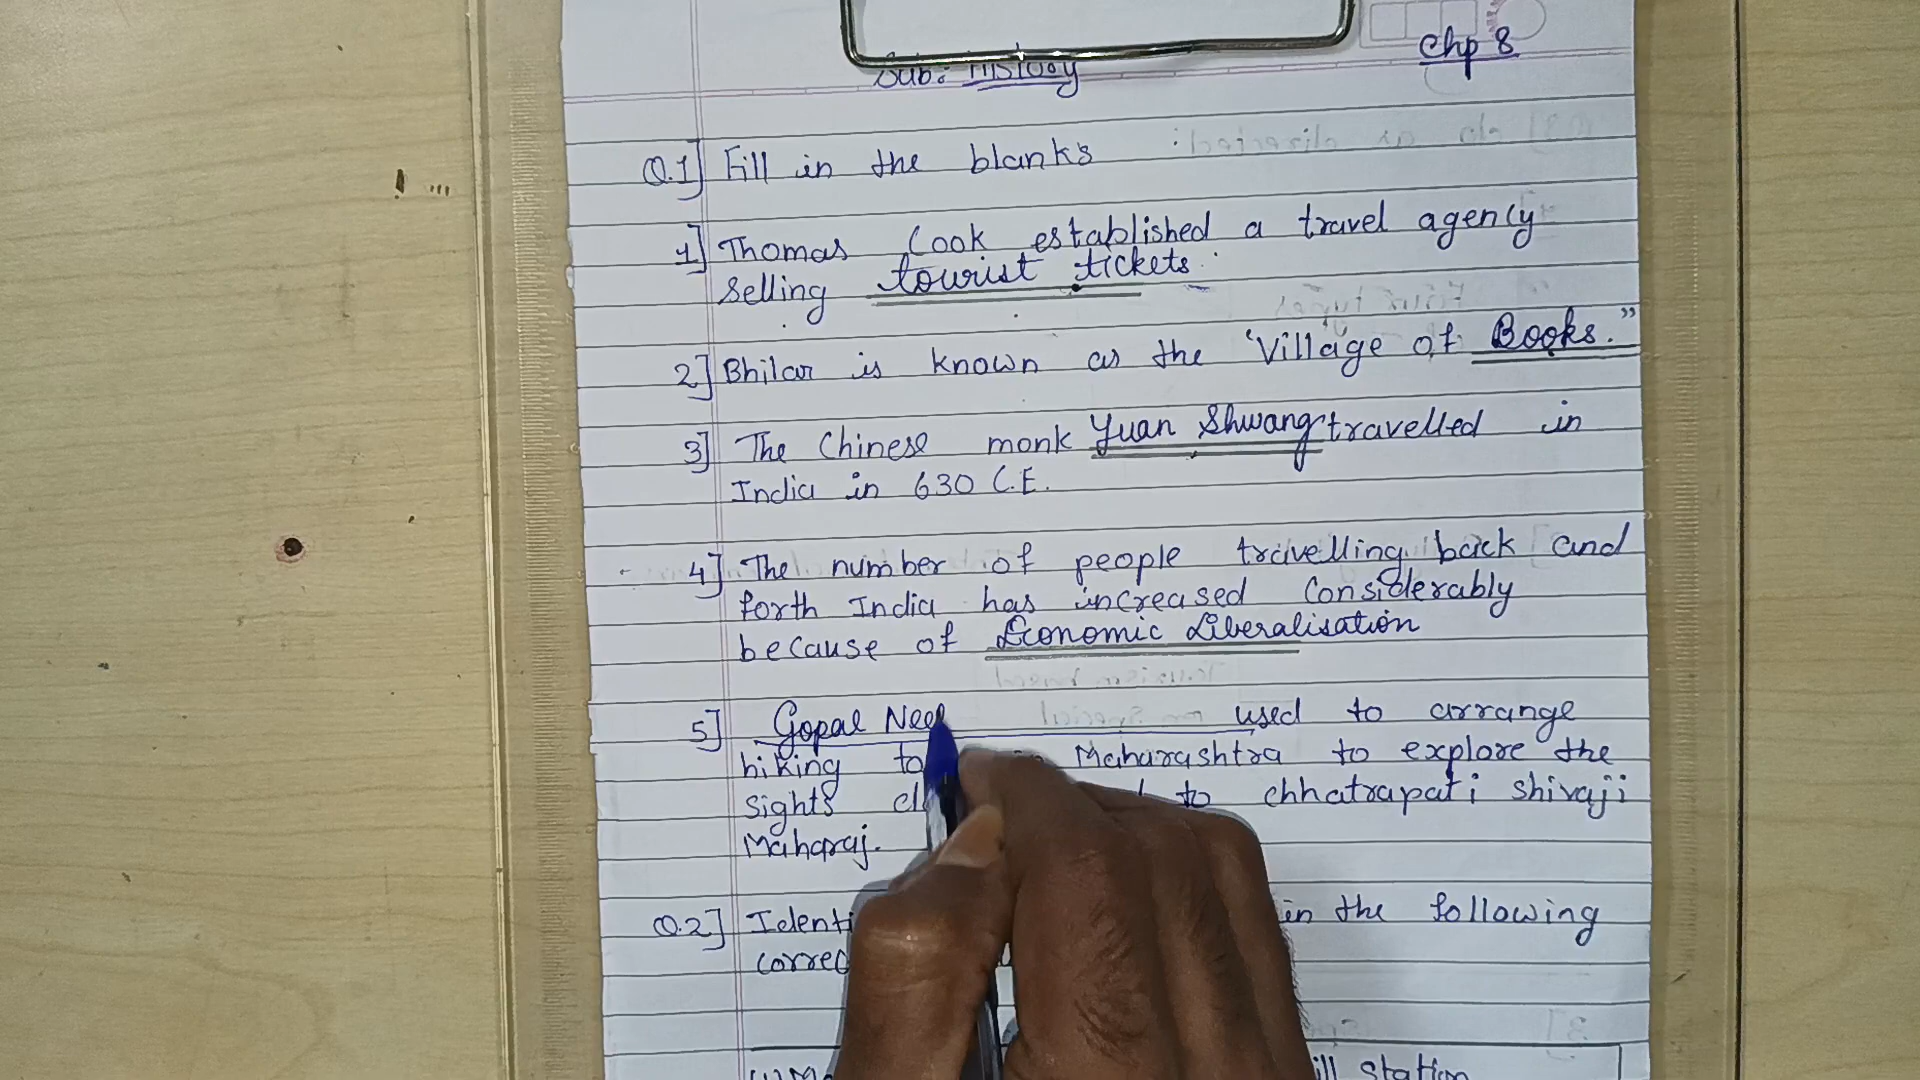 Chp 8
Sub: History
Q.1] Fill in the blanks
1] Thomas Cook established a travel agency
selling tourist tickets.
2] Bhilar is known as the 'Village of Books."
3] The Chinese monk Yuan Shwang travelled in
India in 630 C.E.
4] The number of people travelling back and
forth India has increased considerably
because of Economic Liberalisation
5] Gopal Neel used to arrange
hiking Maharashtra to explore the
sights to chhatrapati shivaji
Maharaj.
Q.2] in the following
station